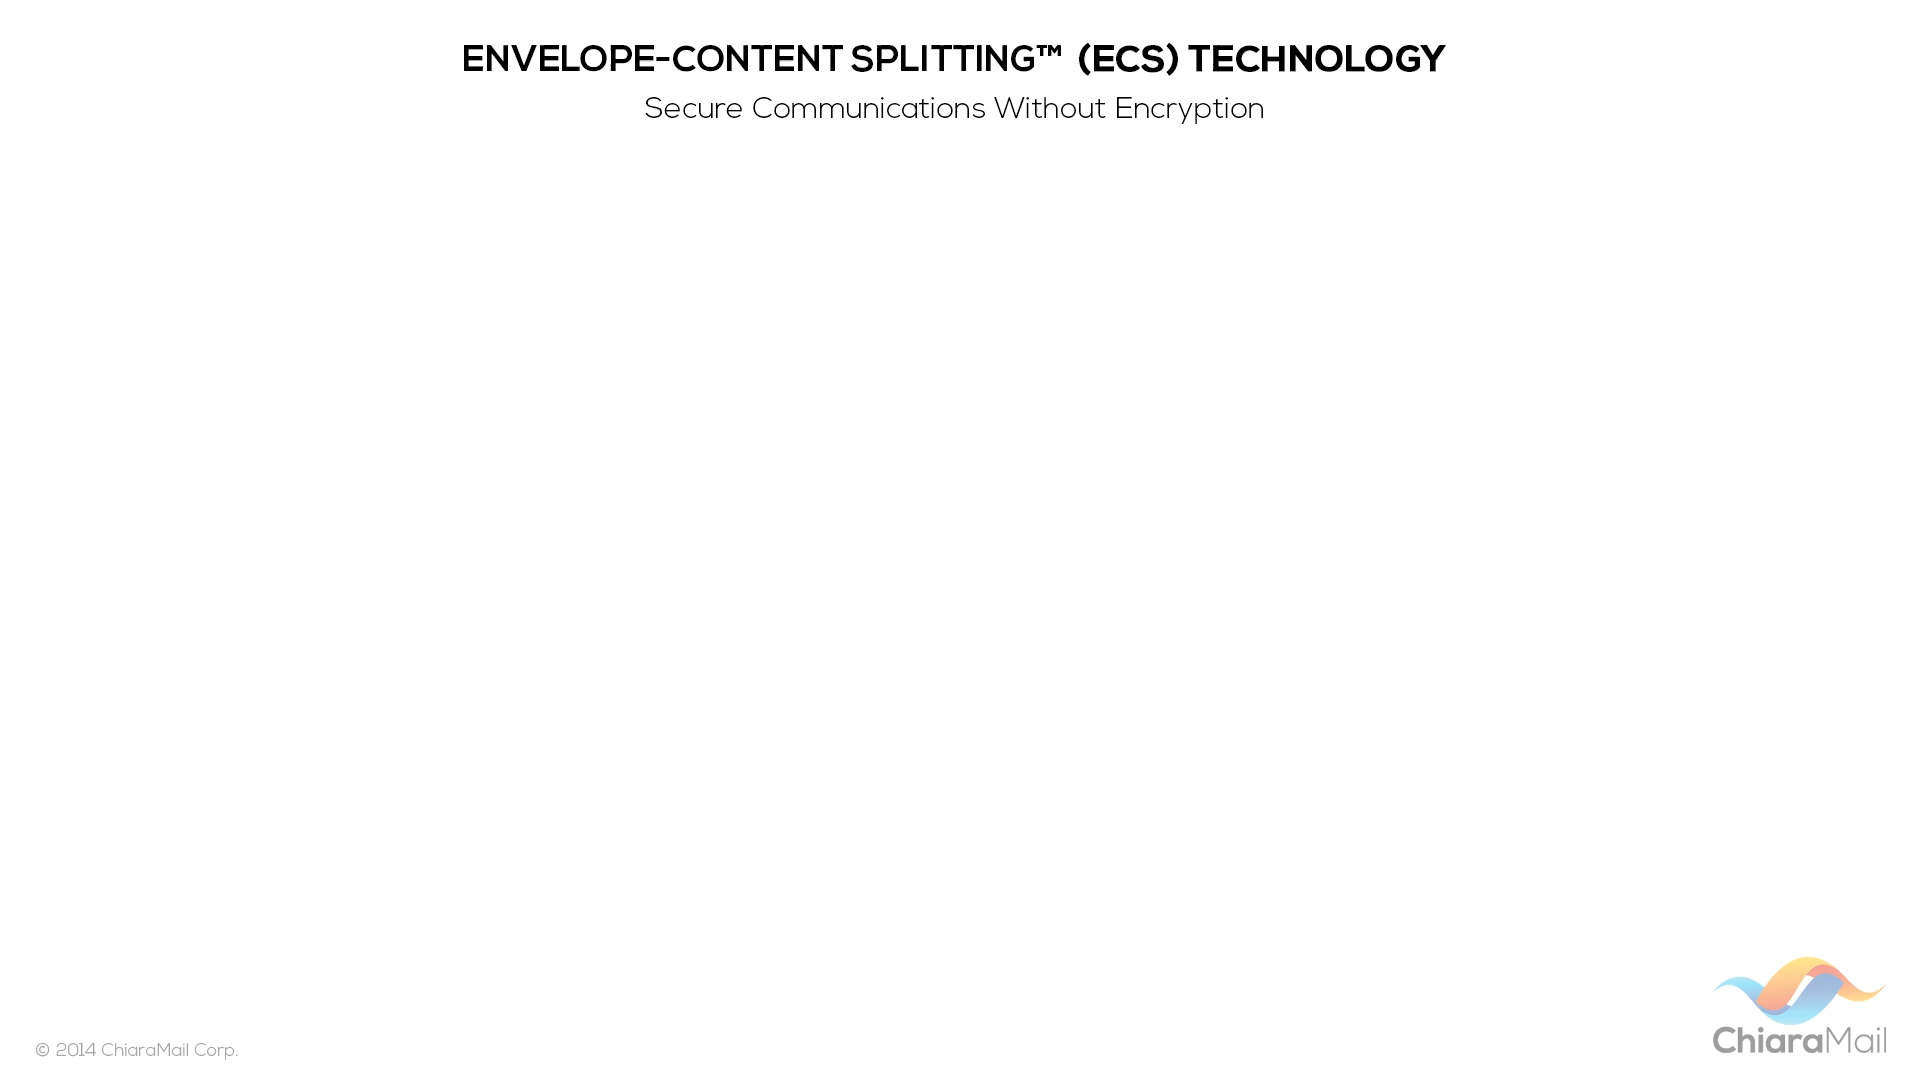 ENVELOPE-CONTENT SPLITTING™ (ECS) TECHNOLOGY
Secure Communications Without Encryption
ChiaraMail
© 2014 ChiaraMail Corp.